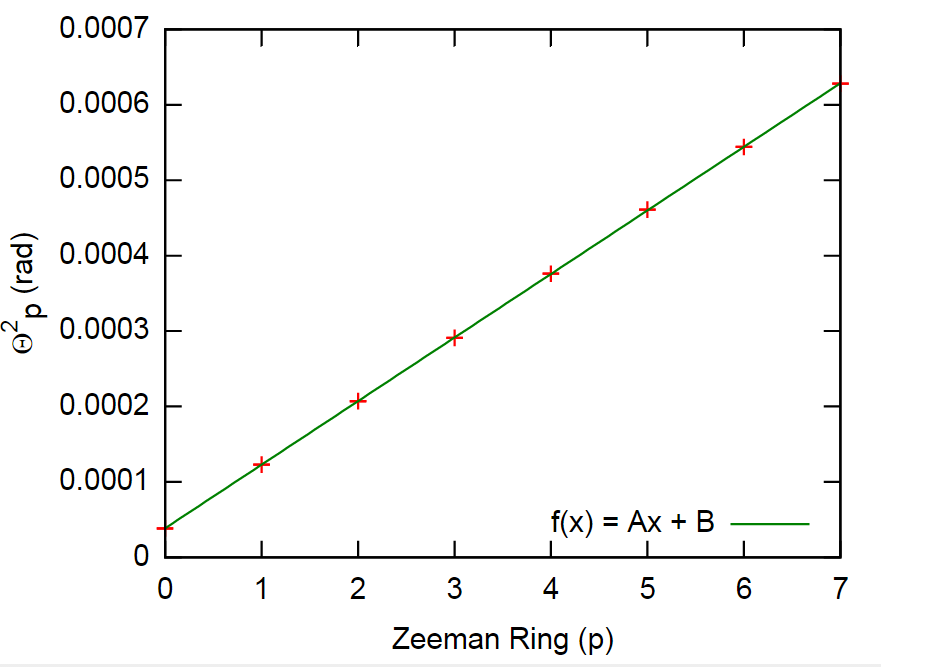 0.0007
0.0006
0.0005
0.0004
0.0003
0.0002
0.0001
0
Θ²p (rad)
f(x) = Ax + B
0 1 2 3 4 5 6 7
Zeeman Ring (p)